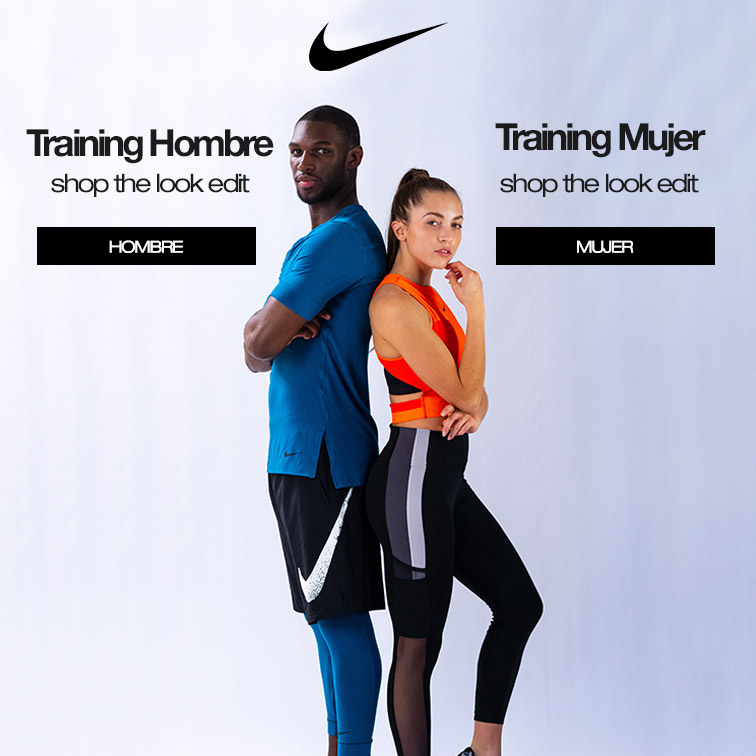 Training Hombre
shop the look edit
HOMBRE
Training Mujer
shop the look edit
MUJER